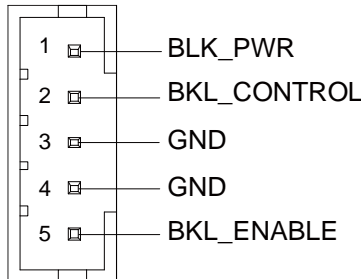 1 BLK_PWR
2 BKL_CONTROL
3 GND
4 GND
5 BKL_ENABLE